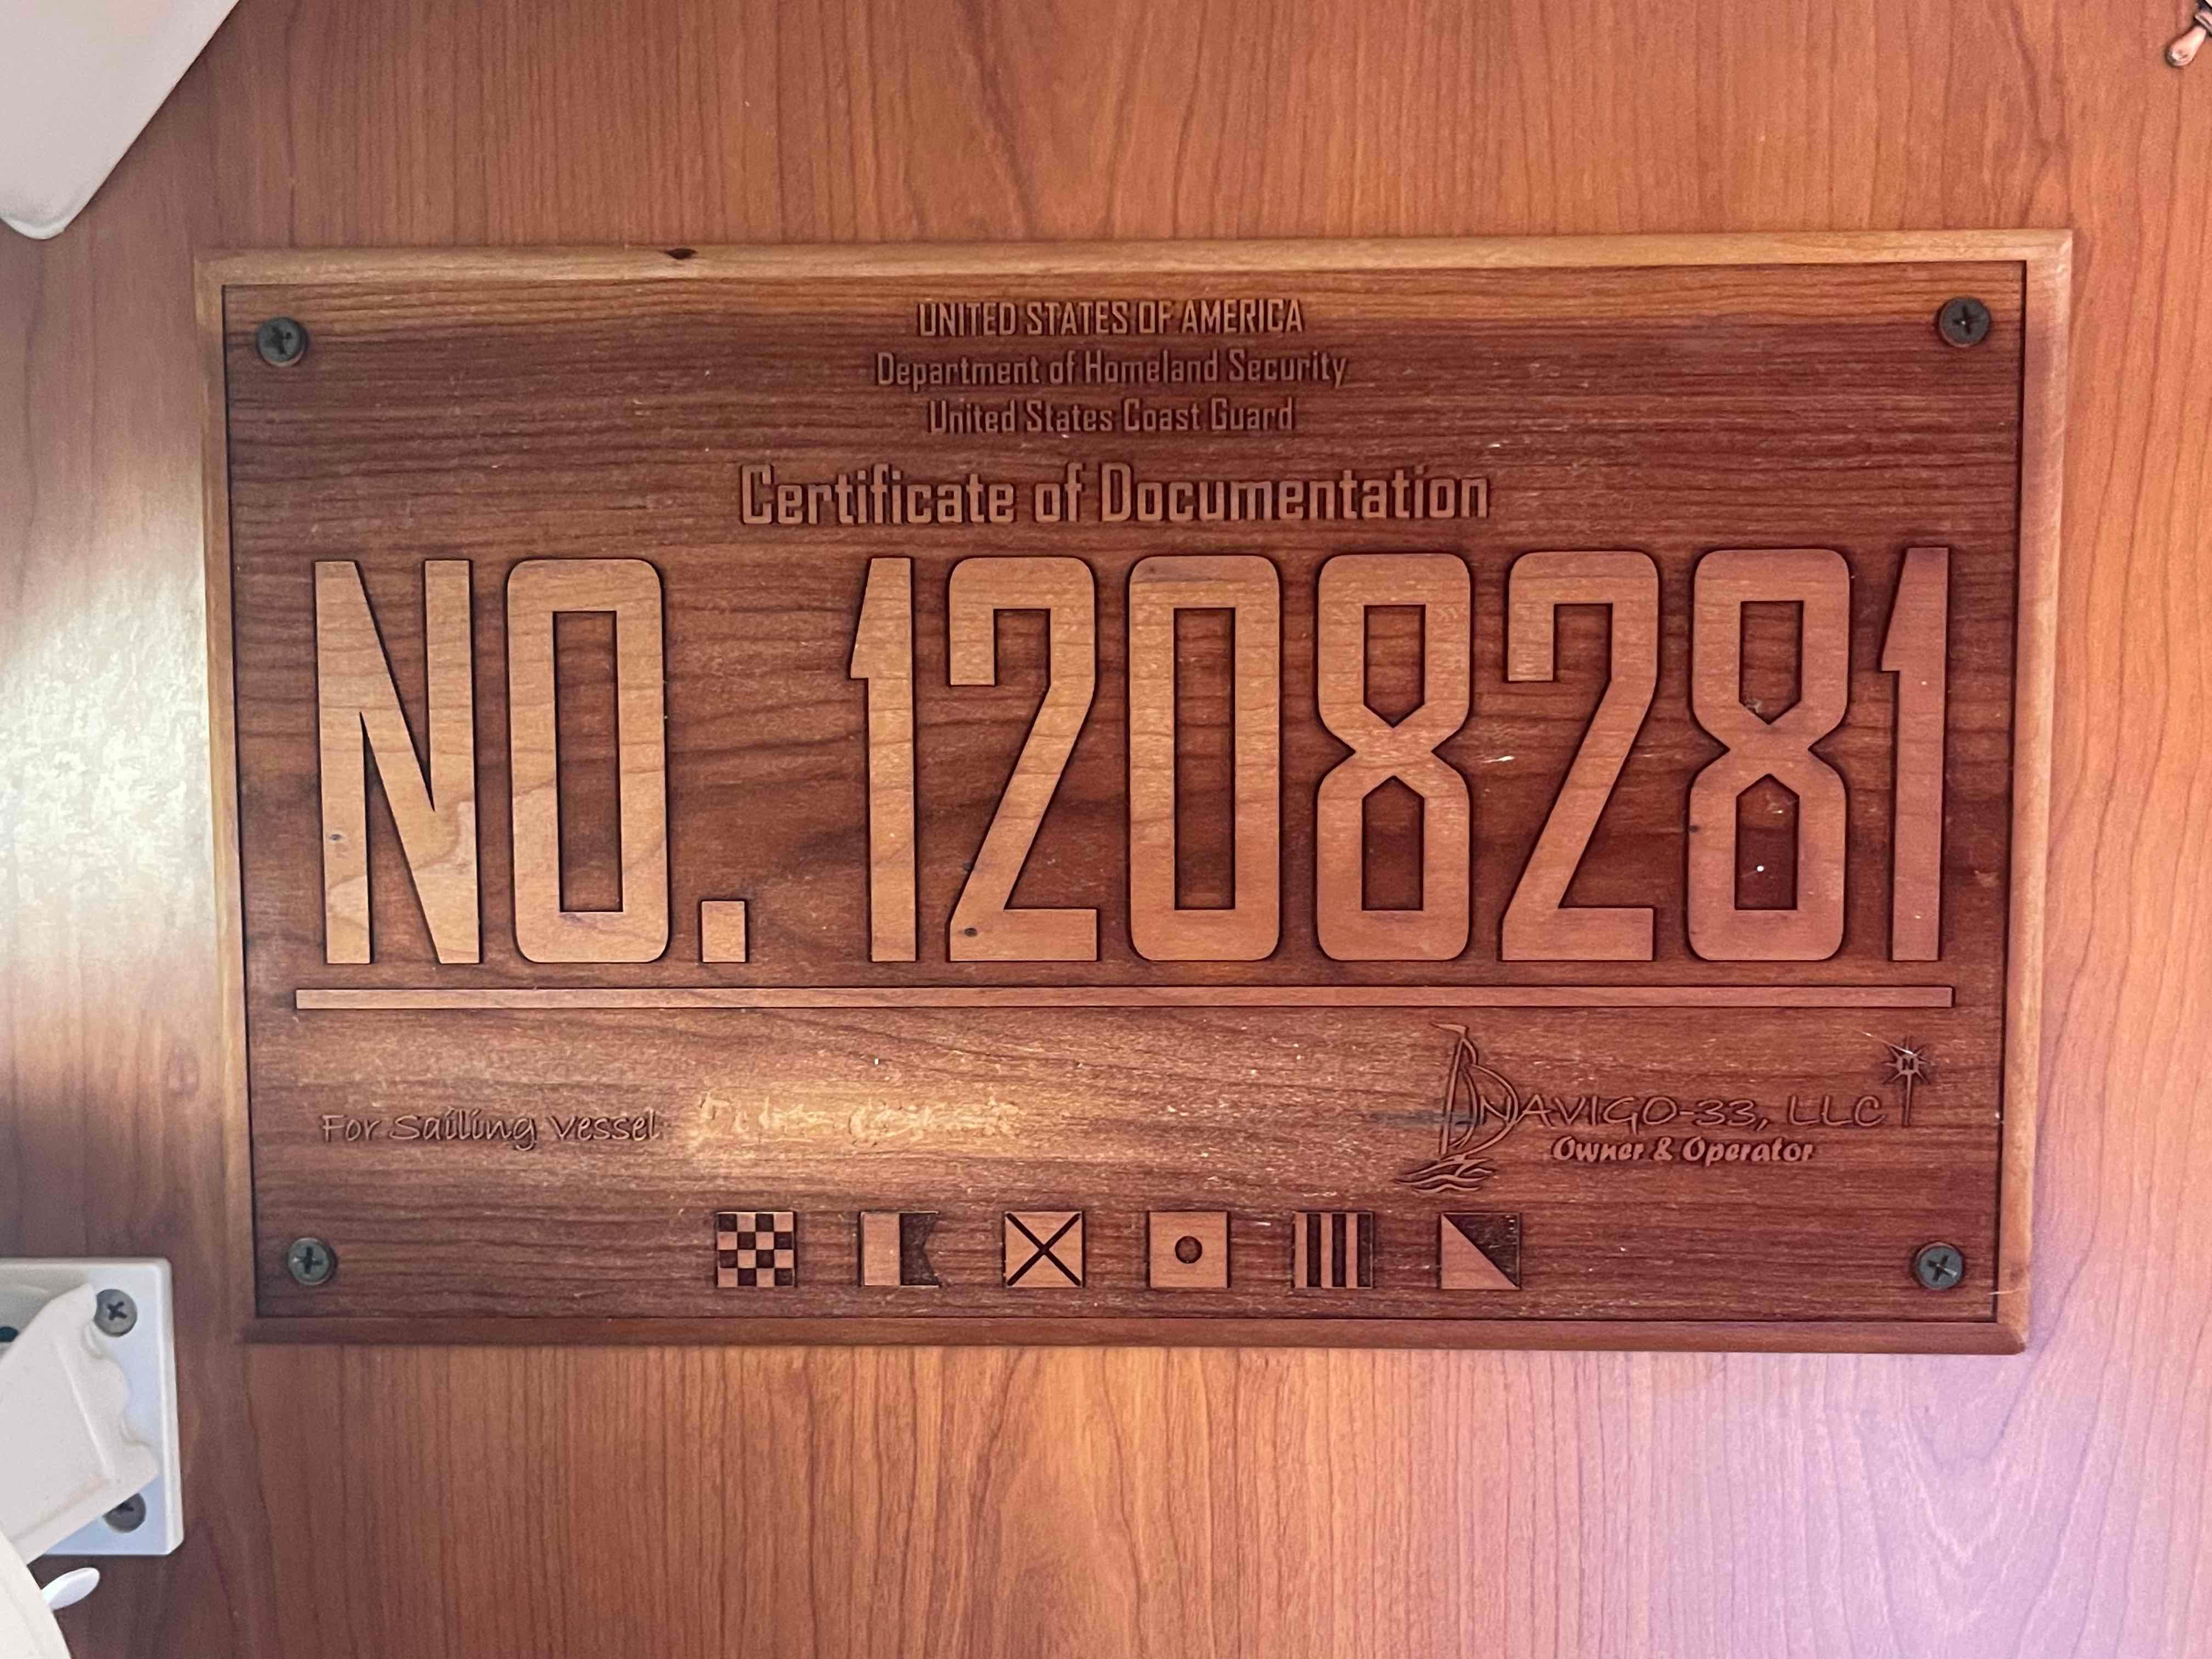 UNITED STATES OF AMERICA
Department of Homeland Security
United States Coast Guard
Certificate of Documentation
NO. 1208281
For Sailing Vessel
NAVIGO-33, LLC
N
Owner & Operator